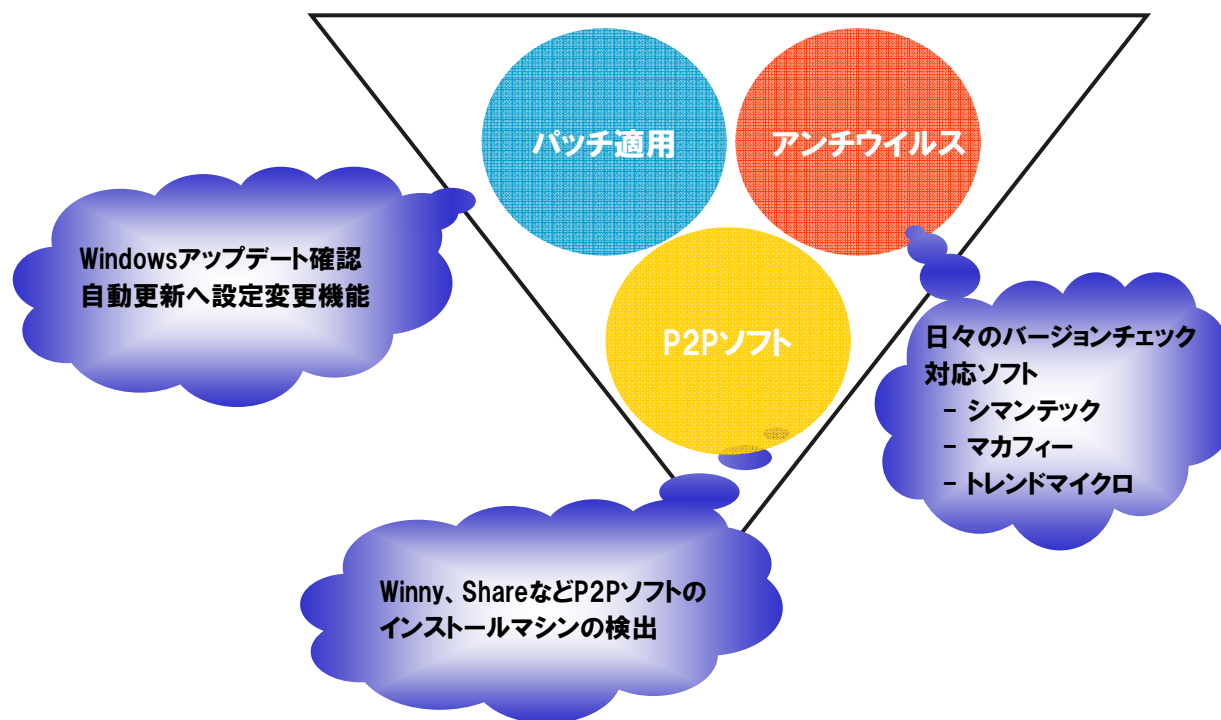 パッチ適用
アンチウイルス
Windowsアップデート確認
自動更新へ設定変更機能
P2Pソフト
日々のバージョンチェック
対応ソフト
- シマンテック
- マカフィー
- トレンドマイクロ
Winny、ShareなどP2Pソフトの
インストールマシンの検出